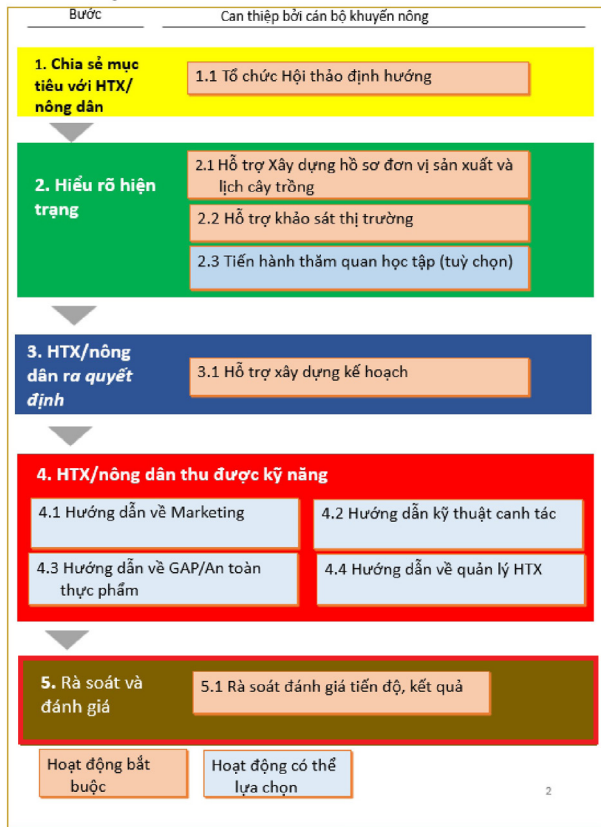 Bước
Can thiệp bởi cán bộ khuyến nông
1. Chia sẻ mục
tiêu với HTX/
nông dân
1.1 Tổ chức Hội thảo định hướng
2. Hiểu rõ hiện
trạng
2.1 Hỗ trợ Xây dựng hồ sơ đơn vị sản xuất và
lịch cây trồng
2.2 Hỗ trợ khảo sát thị trường
2.3 Tiến hành thăm quan học tập (tuỳ chọn)
3. HTX/nông
dân ra quyết
định
3.1 Hỗ trợ xây dựng kế hoạch
4. HTX/nông dân thu được kỹ năng
4.1 Hướng dẫn về Marketing
4.2 Hướng dẫn kỹ thuật canh tác
4.3 Hướng dẫn về GAP/An toàn
thực phẩm
4.4 Hướng dẫn về quản lý HTX
5. Rà soát và
đánh giá
5.1 Rà soát đánh giá tiến độ, kết quả
Hoạt động bắt
buộc
Hoạt động có thể
lựa chọn
2